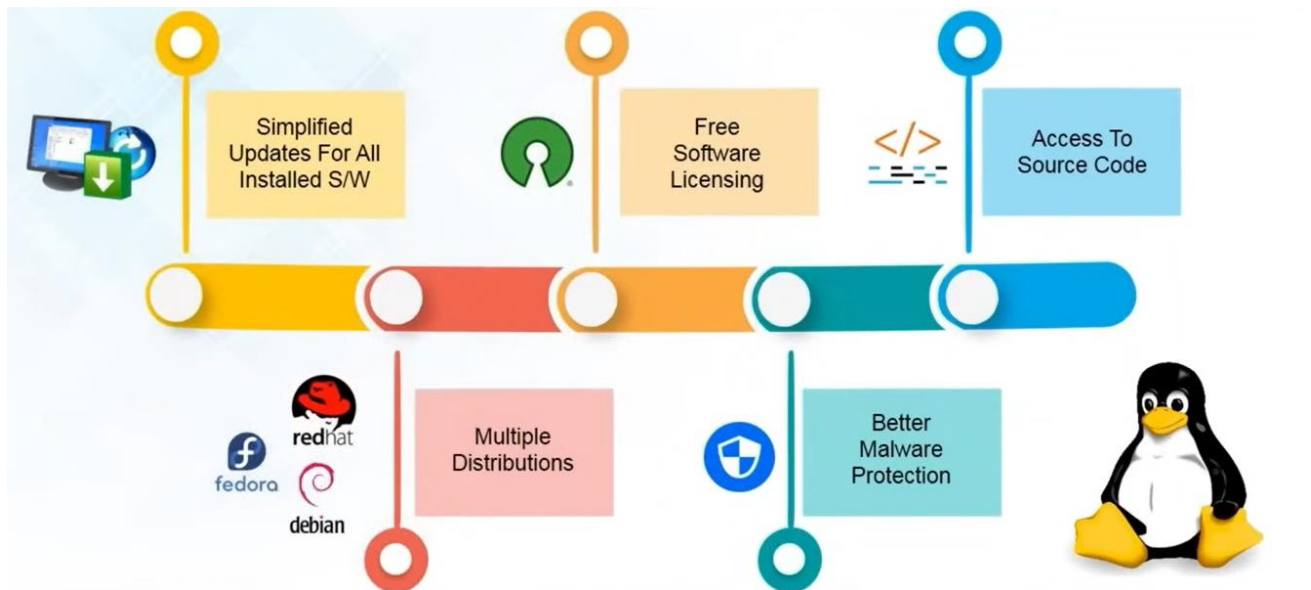 Simplified
Updates For All
Installed S/W
Free
Software
Licensing
</>
Access To
Source Code
redhat
fedora
debian
Multiple
Distributions
Better
Malware
Protection